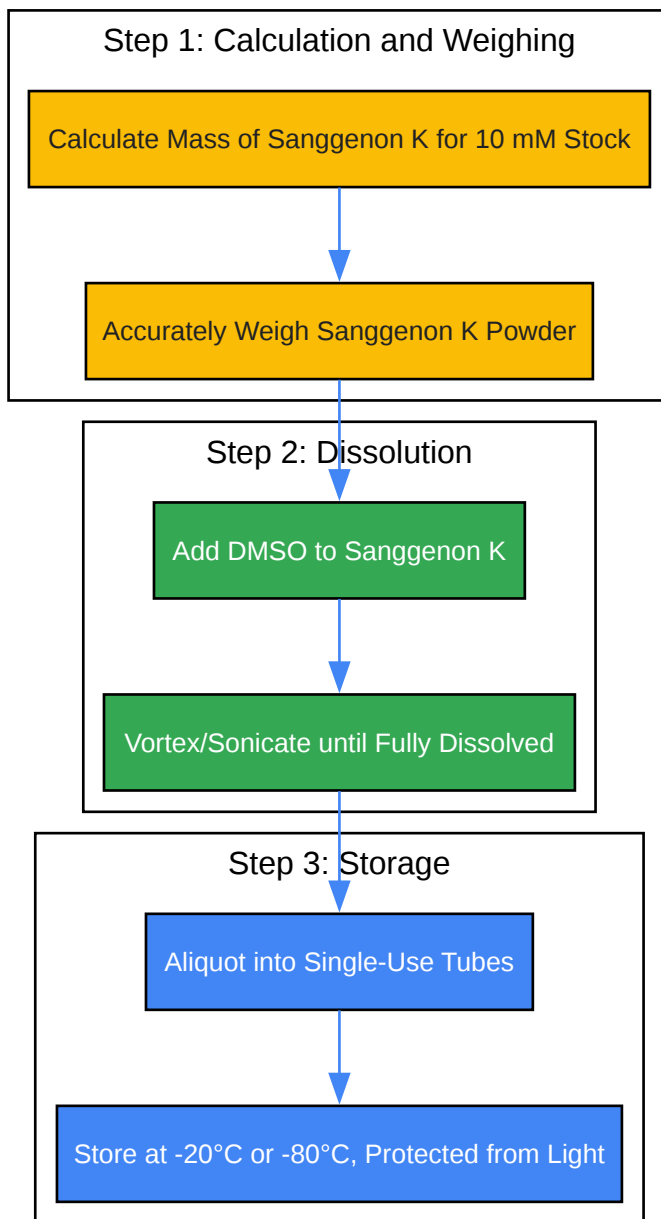 Step 1: Calculation and Weighing
Calculate Mass of Sanggenon K for 10 mM Stock
Accurately Weigh Sanggenon K Powder
Step 2: Dissolution
Add DMSO to Sanggenon K
Vortex/Sonicate until Fully Dissolved
Step 3: Storage
Aliquot into Single-Use Tubes
Store at -20°C or -80°C, Protected from Light